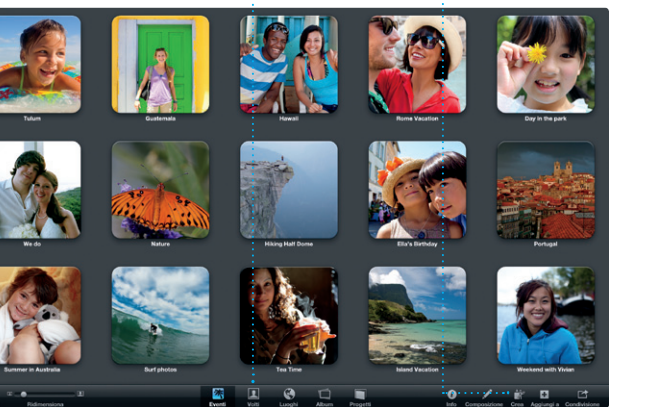 Tulum
Guatemala
Hawaii
Rome Vacation
Day in the park
We do
Nature
Hiking Half Dome
Ella's Birthday
Portugal
Summer in Australia
Surf photos
Tea Time
Island Vacation
Weekend with Vivian
Ridimensiona
Eventi
Volti
Luoghi
Album
Progetti
Info
Composizione
Crea
Aggiungi a
Condivisione